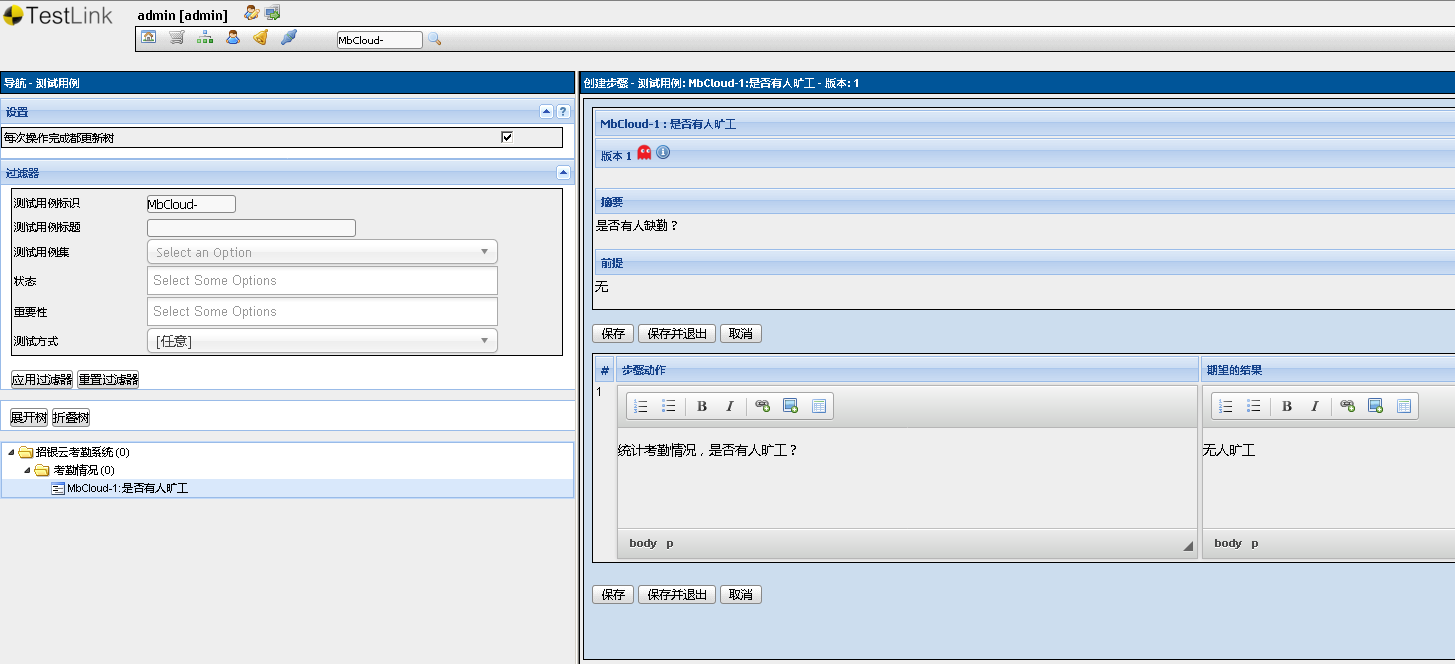 TestLink
admin [admin]
MbCloud-
导航 - 测试用例
设置
?
每次操作完成都更新树
过滤器
测试用例标识 MbCloud-
测试用例标题
测试用例集 Select an Option
状态 Select Some Options
重要性 Select Some Options
测试方式 [任意]
应用过滤器 重置过滤器
展开树 折叠树
招银云考勤系统 (0)
考勤情况 (0)
MbCloud-1:是否有人旷工
创建步骤 - 测试用例: MbCloud-1:是否有人旷工 - 版本: 1
MbCloud-1 : 是否有人旷工
版本 1
摘要
是否有人缺勤？
前提
无
保存 保存并退出 取消
# 步骤动作 期望的结果
1
B I B I
统计考勤情况，是否有人旷工？ 无人旷工
body p body p
保存 保存并退出 取消